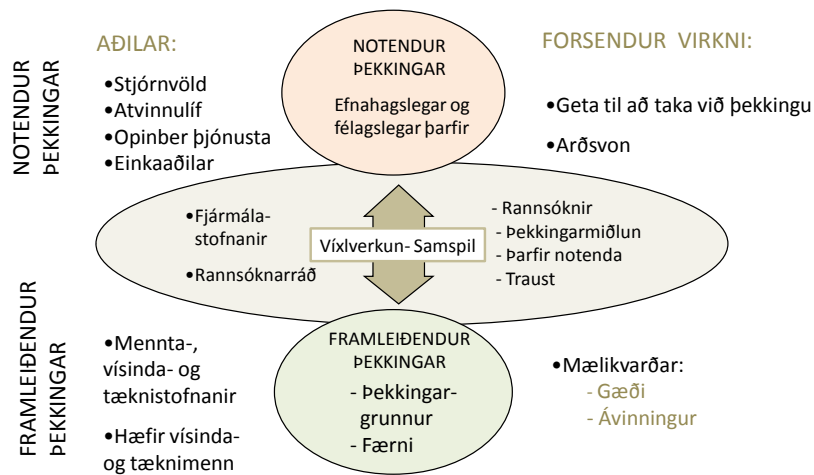 AÐILAR:
FORSENDUR VIRKNI:
NOTENDUR
ÞEKKINGAR
•Stjórnvöld
•Atvinnulíf
•Opinber þjónusta
•Einkaaðilar
NOTENDUR
ÞEKKINGAR
Efnahagslegar og
félagslegar þarfir
•Geta til að taka við þekkingu
•Arðsvon
•Fjármála-
stofnanir
•Rannsóknarráð
Víxlverkun- Samspil
- Rannsóknir
- Þekkingarmiðlun
- Þarfir notenda
- Traust
FRAMLEIÐENDUR
ÞEKKINGAR
•Mennta-,
vísinda- og
tæknistofnanir
•Hæfir vísinda-
og tæknimenn
FRAMLEIÐENDUR
ÞEKKINGAR
- Þekkingar-
grunnur
- Færni
•Mælikvarðar:
- Gæði
- Ávinningur